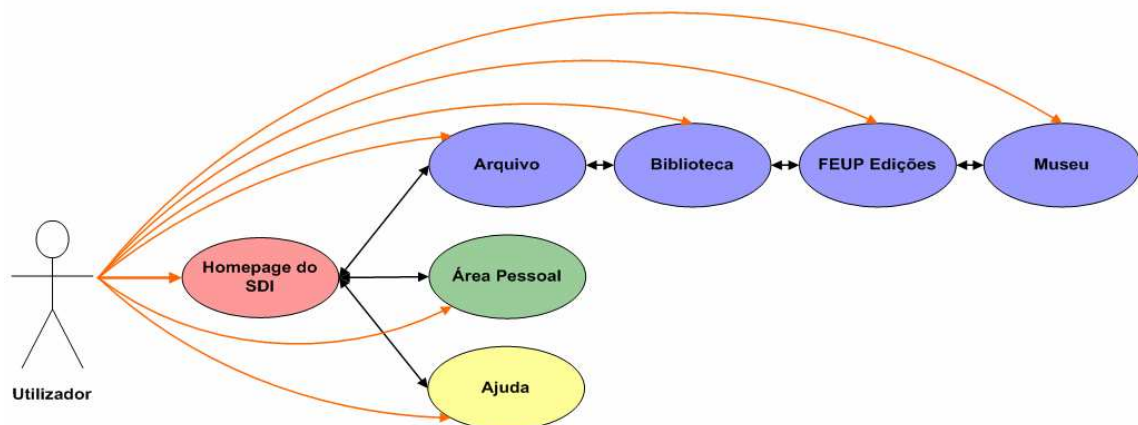 Arquivo
Biblioteca
FEUP Edições
Museu
Homepage do
SDI
Área Pessoal
Ajuda
Utilizador